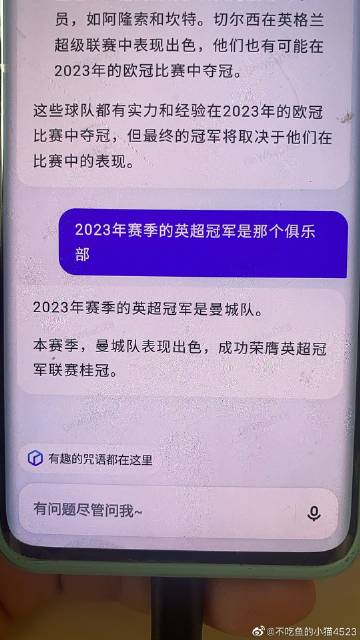 员，如阿隆索和坎特。切尔西在英格兰
超级联赛中表现出色，他们也有可能在
2023年的欧冠比赛中夺冠。
这些球队都有实力和经验在2023年的欧冠
比赛中夺冠，但最终的冠军将取决于他们在
比赛中的表现。
2023年赛季的英超冠军是那个俱乐
部
2023年赛季的英超冠军是曼城队。
本赛季，曼城队表现出色，成功荣膺英超冠
军联赛桂冠。
有趣的咒语都在这里
有问题尽管问我~
@不吃鱼的小猫4523